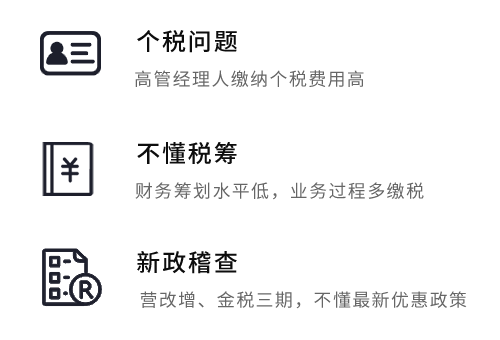 个税问题
高管经理人缴纳个税费用高
¥
不懂税筹
财务筹划水平低，业务过程多缴税
新政稽查
R
营改增、金税三期，不懂最新优惠政策